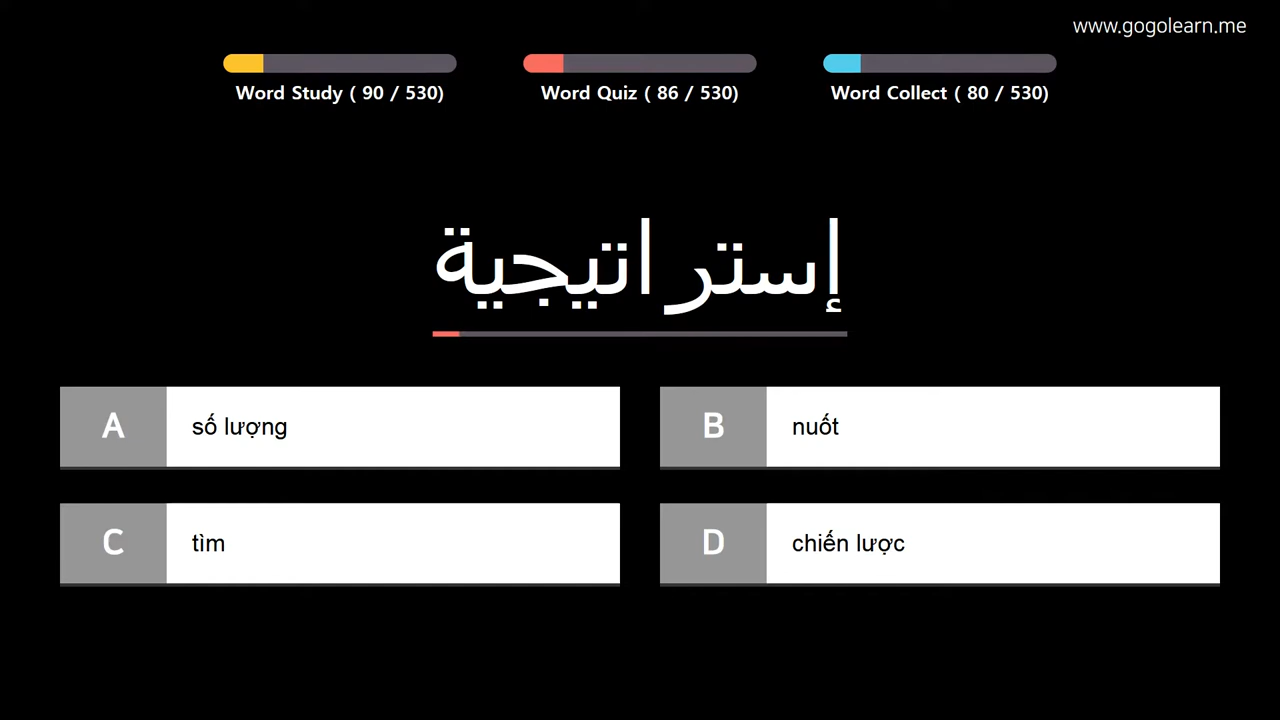 www.gogolearn.me
Word Study ( 90 / 530)
Word Quiz ( 86 / 530)
Word Collect ( 80 / 530)
إستراتيجية
A số lượng
B nuốt
C tìm
D chiến lược